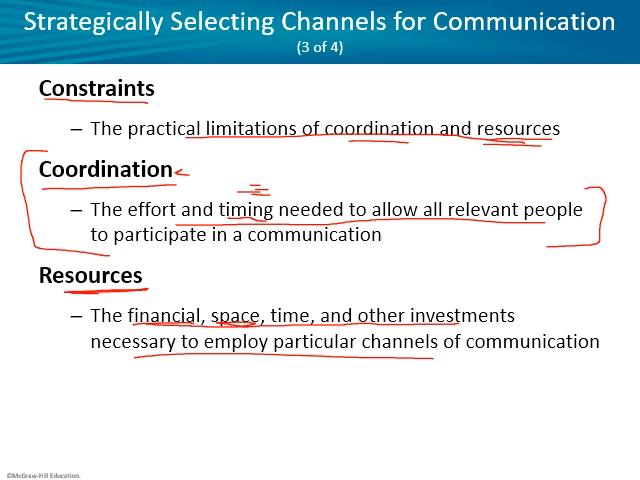 Strategically Selecting Channels for Communication
(3 of 4)
Constraints
– The practical limitations of coordination and resources
Coordination
– The effort and timing needed to allow all relevant people
to participate in a communication
Resources
– The financial, space, time, and other investments
necessary to employ particular channels of communication
©McGraw-Hill Education.